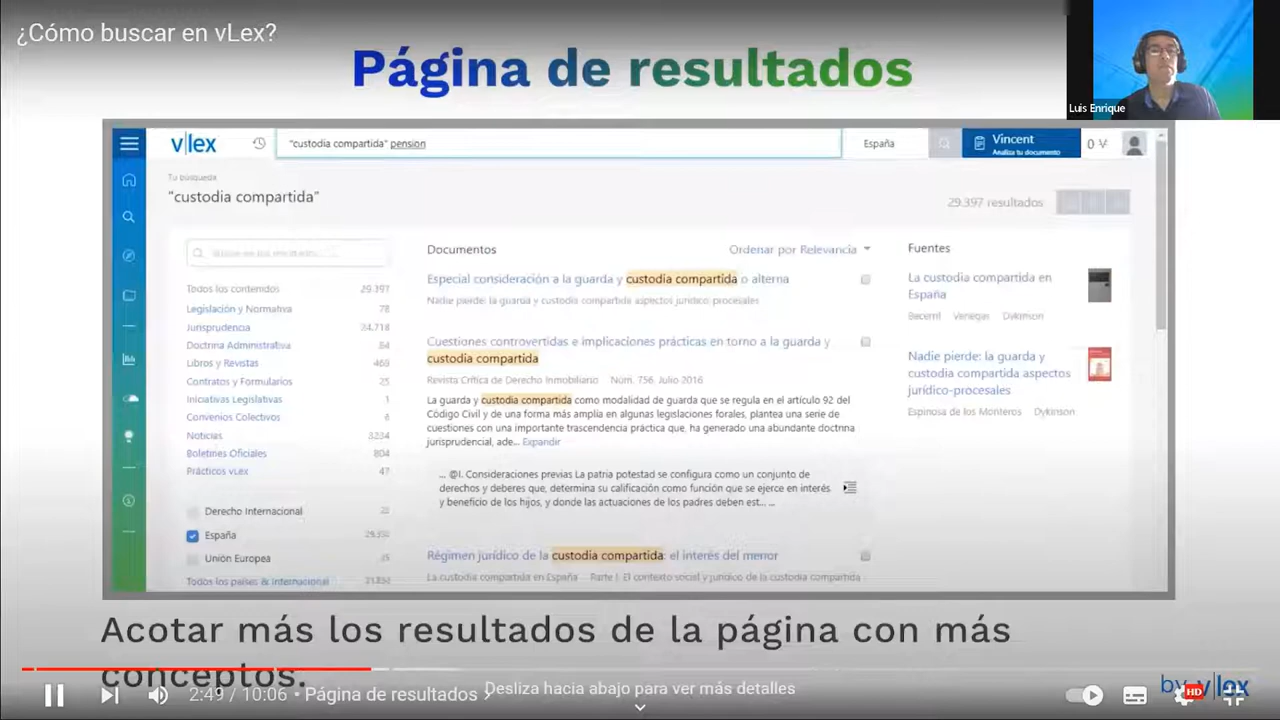 ¿Cómo buscar en vLex?
Página de resultados
Luis Enrique
v|lex
"custodia compartida" pension
España
Vincent
Analiza tu documento
0 V
Tu búsqueda
"custodia compartida"
29.397 resultados
Documentos
Ordenar por Relevancia
Fuentes
Todos los contenidos 29.397
Legislación y Normativa 78
Jurisprudencia 24.718
Doctrina Administrativa 84
Libros y Revistas 469
Contratos y Formularios 25
Iniciativas Legislativas 1
Convenios Colectivos 6
Noticias 3234
Boletines Oficiales 804
Prácticos vLex 47
Derecho Internacional
España
Unión Europea
Todos los países & internacional
Especial consideración a la guarda y custodia compartida o alterna
Nadie pierde: la guarda y custodia compartida aspectos jurídico-procesales
Cuestiones controvertidas e implicaciones prácticas en torno a la guarda y
custodia compartida
Revista Crítica de Derecho Inmobiliario Núm. 756, Julio 2016
La guarda y custodia compartida como modalidad de guarda que se regula en el artículo 92 del
Código Civil y de una forma más amplia en algunas legislaciones forales, plantea una serie de
cuestiones con una importante trascendencia práctica que, ha generado una abundante doctrina
jurisprudencial, ade... Expandir
... @I. Consideraciones previas La patria potestad se configura como un conjunto de
derechos y deberes que, determina su calificación como función que se ejerce en interés
y beneficio de los hijos, y donde las actuaciones de los padres deben est... ...
Régimen jurídico de la custodia compartida: el interés del menor
La custodia compartida en España Parte I. El contexto social y jurídico de la custodia compartida
La custodia compartida en
España
Becerril Venegas Dykinson
Nadie pierde: la guarda y
custodia compartida aspectos
jurídico-procesales
Espinosa de los Monteros Dykinson
Acotar más los resultados de la página con más
conceptos.
2:49 / 10:06 • Página de resultados
Desliza hacia abajo para ver más detalles
by v|lex
HD